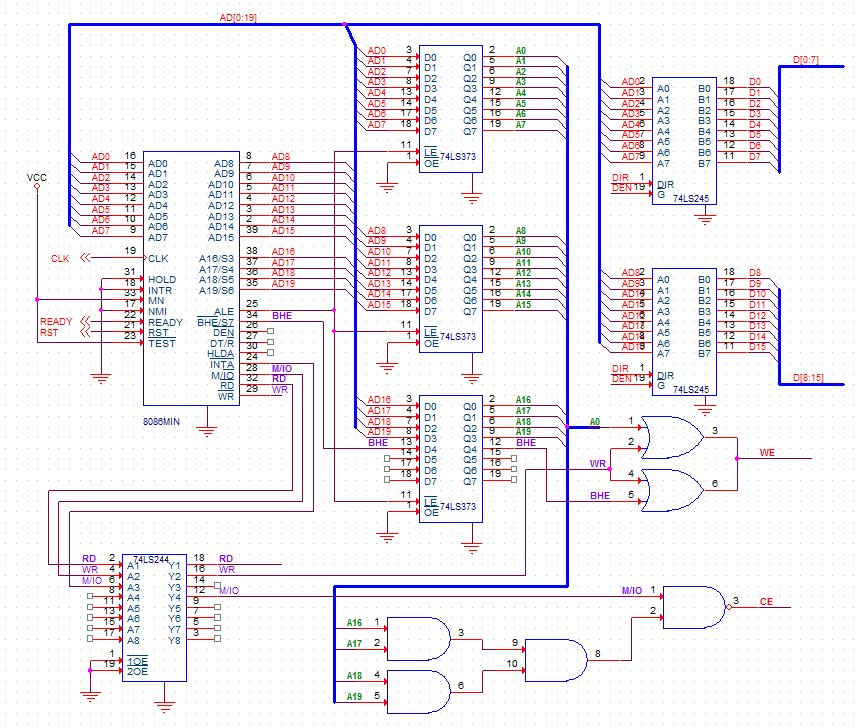 AD[0:19]
VCC
AD0 16 AD0 AD8 8 AD8
AD1 15 AD1 AD9 7 AD9
AD2 14 AD2 AD10 6 AD10
AD3 13 AD3 AD11 5 AD11
AD4 12 AD4 AD12 4 AD12
AD5 11 AD5 AD13 3 AD13
AD6 10 AD6 AD14 2 AD14
AD7 9 AD7 AD15 39 AD15
A16/S3 38 AD16
A17/S4 37 AD17
A18/S5 36 AD18
A19/S6 35 AD19
CLK 19 CLK
31 HOLD
18 INTR
33 MN
17 NMI
READY 22 READY
RST 21 RST
23 TEST
ALE 25
BHE/S7 34 BHE
DEN 26
DT/R 27
HLDA 30
INTA 24
M/IO 28 M/IO
RD 32 RD
WR 29 WR
8086MIN
AD0 3 D0 Q0 2 A0
AD1 4 D1 Q1 5 A1
AD2 7 D2 Q2 6 A2
AD3 8 D3 Q3 9 A3
AD4 13 D4 Q4 12 A4
AD5 14 D5 Q5 15 A5
AD6 17 D6 Q6 16 A6
AD7 18 D7 Q7 19 A7
11 LE
1 OE
74LS373
AD8 3 D0 Q0 2 A8
AD9 4 D1 Q1 5 A9
AD10 7 D2 Q2 6 A10
AD11 8 D3 Q3 9 A11
AD12 13 D4 Q4 12 A12
AD13 14 D5 Q5 15 A13
AD14 17 D6 Q6 16 A14
AD15 18 D7 Q7 19 A15
11 LE
1 OE
74LS373
AD16 3 D0 Q0 2 A16
AD17 4 D1 Q1 5 A17
AD18 7 D2 Q2 6 A18
AD19 8 D3 Q3 9 A19
BHE 13 D4 Q4 12 BHE
14 D5 Q5 15
17 D6 Q6 16
18 D7 Q7 19
11 LE
1 OE
74LS373
D[0:7]
AD0 2 A0 B0 18 D0
AD1 3 A1 B1 17 D1
AD2 4 A2 B2 16 D2
AD3 5 A3 B3 15 D3
AD4 6 A4 B4 14 D4
AD5 7 A5 B5 13 D5
AD6 8 A6 B6 12 D6
AD7 9 A7 B7 11 D7
DIR 1 DIR
DEN 19 G
74LS245
AD8 2 A0 B0 18 D8
A1 B1 17 D9
A2 B2 16 D10
A3 B3 15 D11
A4 B4 14 D12
A5 B5 13 D13
A6 B6 12 D14
A7 B7 11 D15
DIR 1 DIR
DEN 19 G
74LS245
D[8:15]
A0 1
2
3
WR
4
BHE 5
6
WE
74LS244
RD 2 A1 Y1 18 RD
WR 4 A2 Y2 16 WR
M/IO 6 A3 Y3 14
8 A4 Y4 12 M/IO
11 A5 Y5 9
13 A6 Y6 7
15 A7 Y7 5
17 A8 Y8 3
1 1OE
19 2OE
M/IO 1
2
3 CE
A16 1
A17 2
3
A18 4
A19 5
6
9
10
8